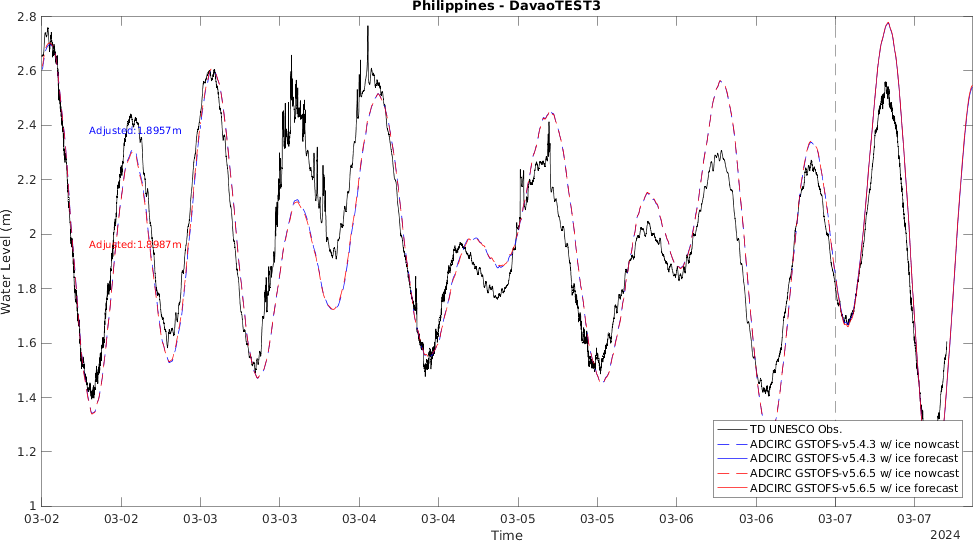 Philippines - DavaoTEST3
2.8
2.6
2.4
2.2
2
1.8
1.6
1.4
1.2
1
Water Level (m)
Adjusted:1.8957m
Adjusted:1.8987m
TD UNESCO Obs.
ADCIRC GSTOFS-v5.4.3 w/ ice nowcast
ADCIRC GSTOFS-v5.4.3 w/ ice forecast
ADCIRC GSTOFS-v5.6.5 w/ ice nowcast
ADCIRC GSTOFS-v5.6.5 w/ ice forecast
03-02 03-02 03-03 03-03 03-04 03-04 03-05 03-05 03-06 03-06 03-07 03-07
Time
2024